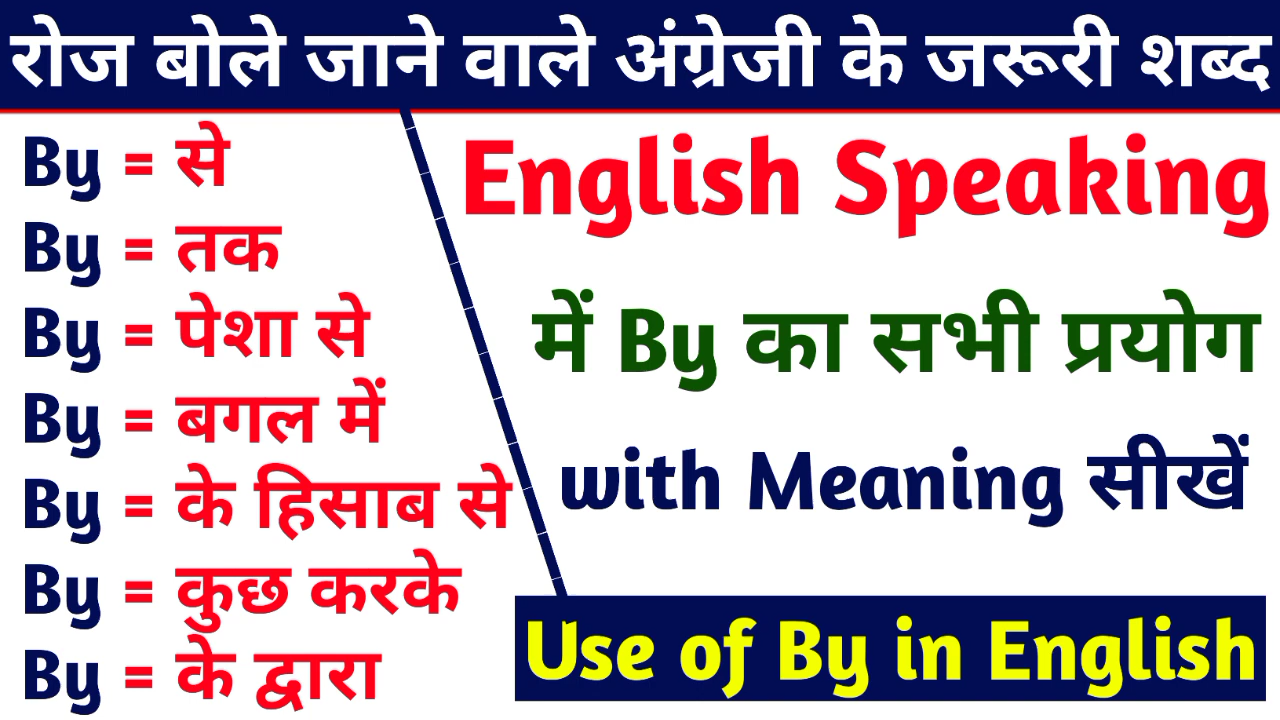 रोज बोले जाने वाले अंग्रेजी के जरूरी शब्द
By = से
By = तक
By = पेशा से
By = बगल में
By = के हिसाब से
By = कुछ करके
By = के द्वारा
English Speaking
में By का सभी प्रयोग
with Meaning सीखें
Use of By in English